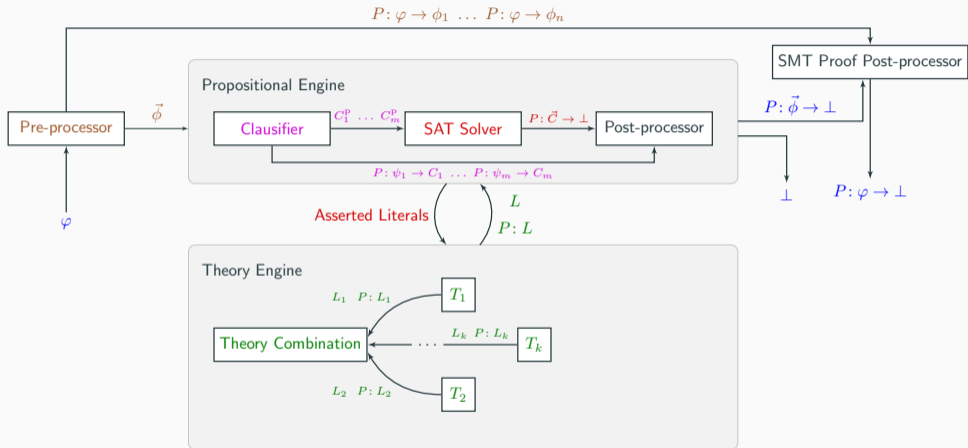 P: φ → ϕ₁ … P: φ → ϕₙ
SMT Proof Post-processor
Propositional Engine
Pre-processor
ϕ⃗
Clausifier
C₁ᵖ … Cₘᵖ
SAT Solver
P: C⃗ → ⊥
Post-processor
P: ϕ⃗ → ⊥
P: ψ₁ → C₁ … P: ψₘ → Cₘ
φ
⊥
P: φ → ⊥
Asserted Literals
L
P: L
Theory Engine
L₁ P: L₁
T₁
Theory Combination
…
Lₖ P: Lₖ
Tₖ
L₂ P: L₂
T₂